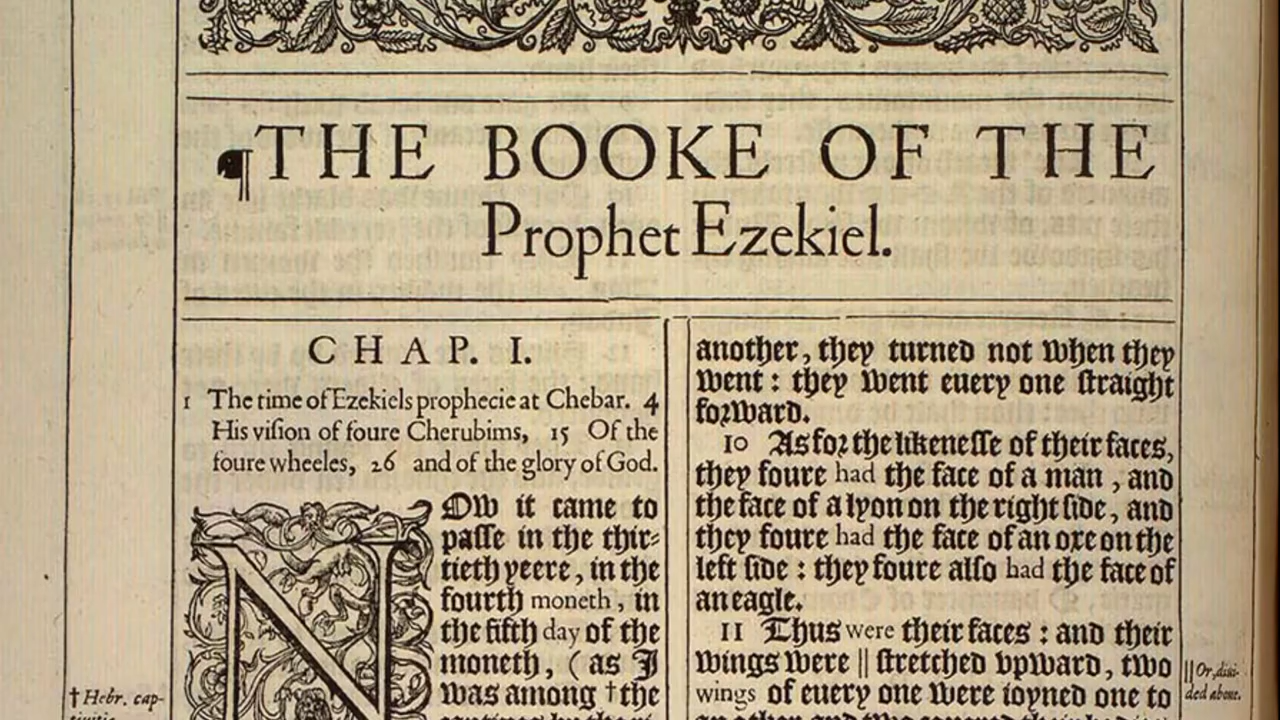 ¶THE BOOKE OF THE
Prophet Ezekiel.
CHAP. I.
1 The time of Ezekiels prophecie at Chebar. 4
His viſion of foure Cherubims, 15 Of the
foure wheeles, 26 and of the glory of God.
NOw it came to
paſſe in the thir-
tieth yeere, in the
fourth moneth, in
the fifth day of the
moneth, (as I
was among †the
† Hebr. cap-
another, they turned not when they
went: they went euery one ſtraight
forward.
10 As for the likeneſſe of their faces,
they foure had the face of a man, and
the face of a lyon on the right ſide, and
they foure had the face of an oxe on the
left ſide: they foure alſo had the face of
an eagle.
11 Thus were their faces: and their
wings were || ſtretched vpward, two
wings of euery one were ioyned one to
|| Or, diui-
ded aboue.